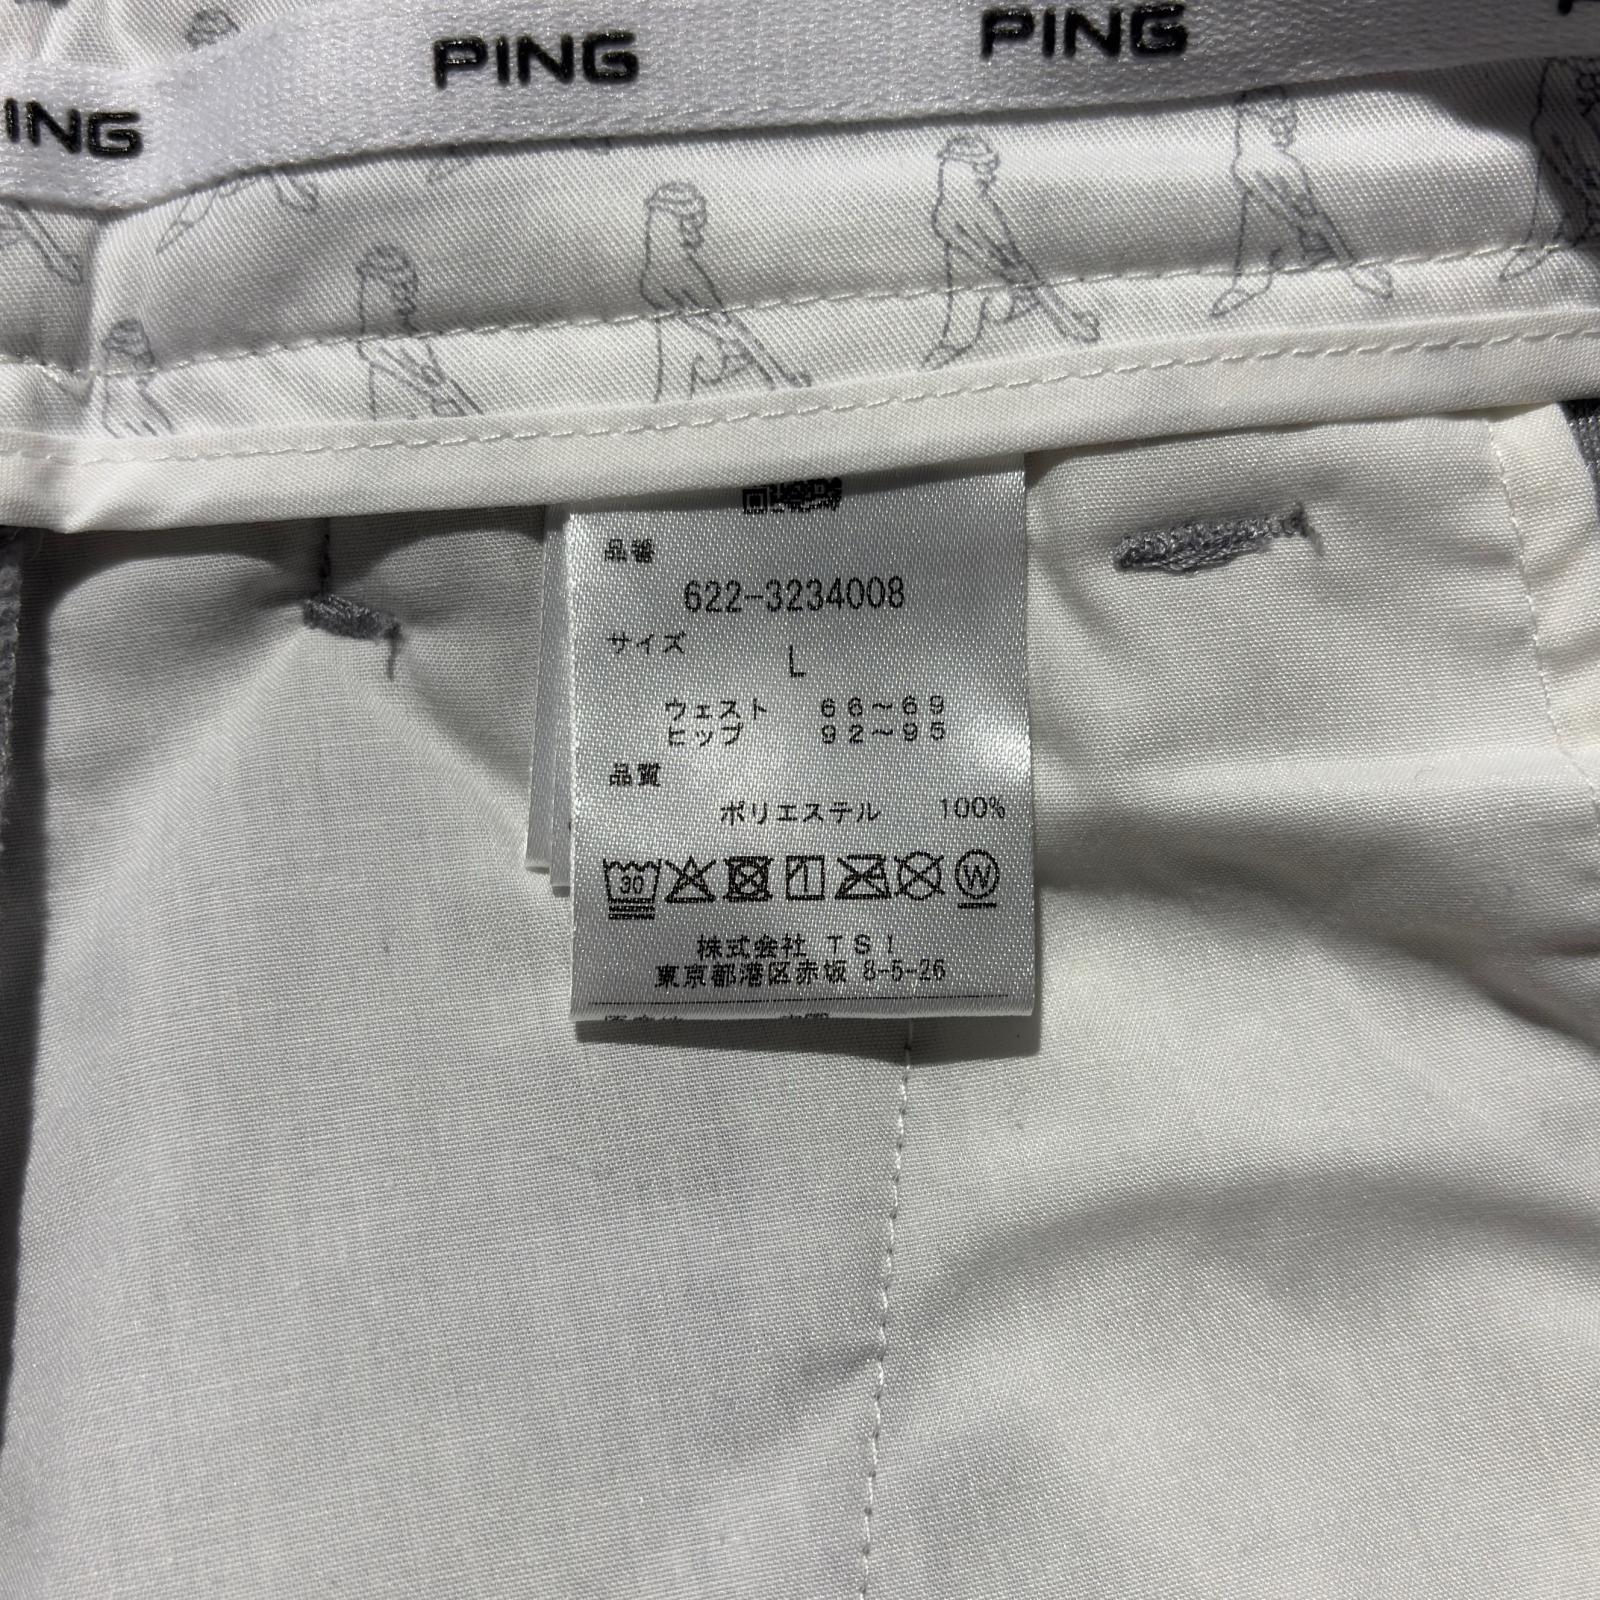 PING
PING
ING
品番
622-3234008
サイズ
L
ウェスト 66~69
ヒップ 92~95
品質
ポリエステル 100%
30
W
株式会社 TSI
東京都港区赤坂 8-5-26